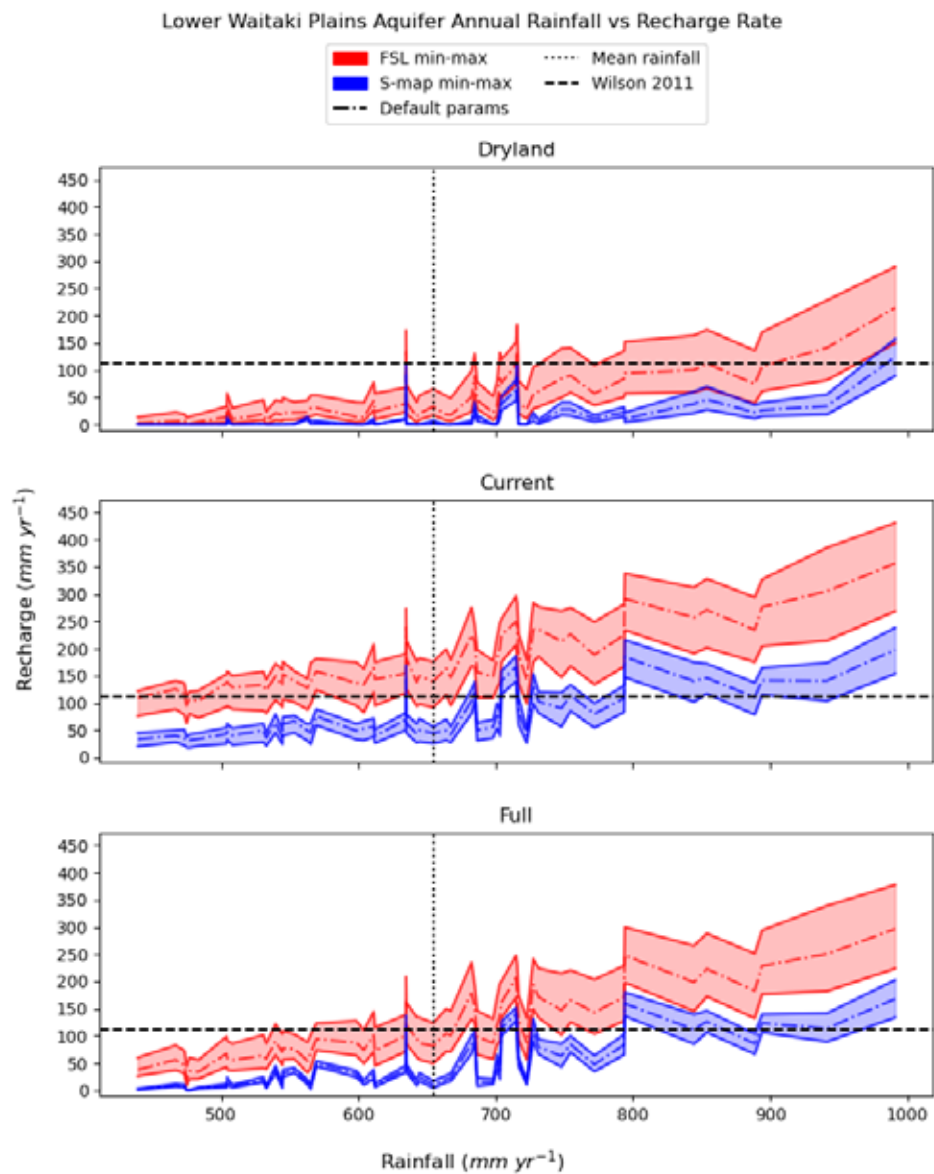 Lower Waitaki Plains Aquifer Annual Rainfall vs Recharge Rate
FSL min-max
S-map min-max
Default params
Mean rainfall
Wilson 2011
Dryland
450
400
350
300
250
200
150
100
50
0
Current
450
400
350
300
250
200
150
100
50
0
Recharge (mm yr⁻¹)
Full
450
400
350
300
250
200
150
100
50
0
500 600 700 800 900 1000
Rainfall (mm yr⁻¹)